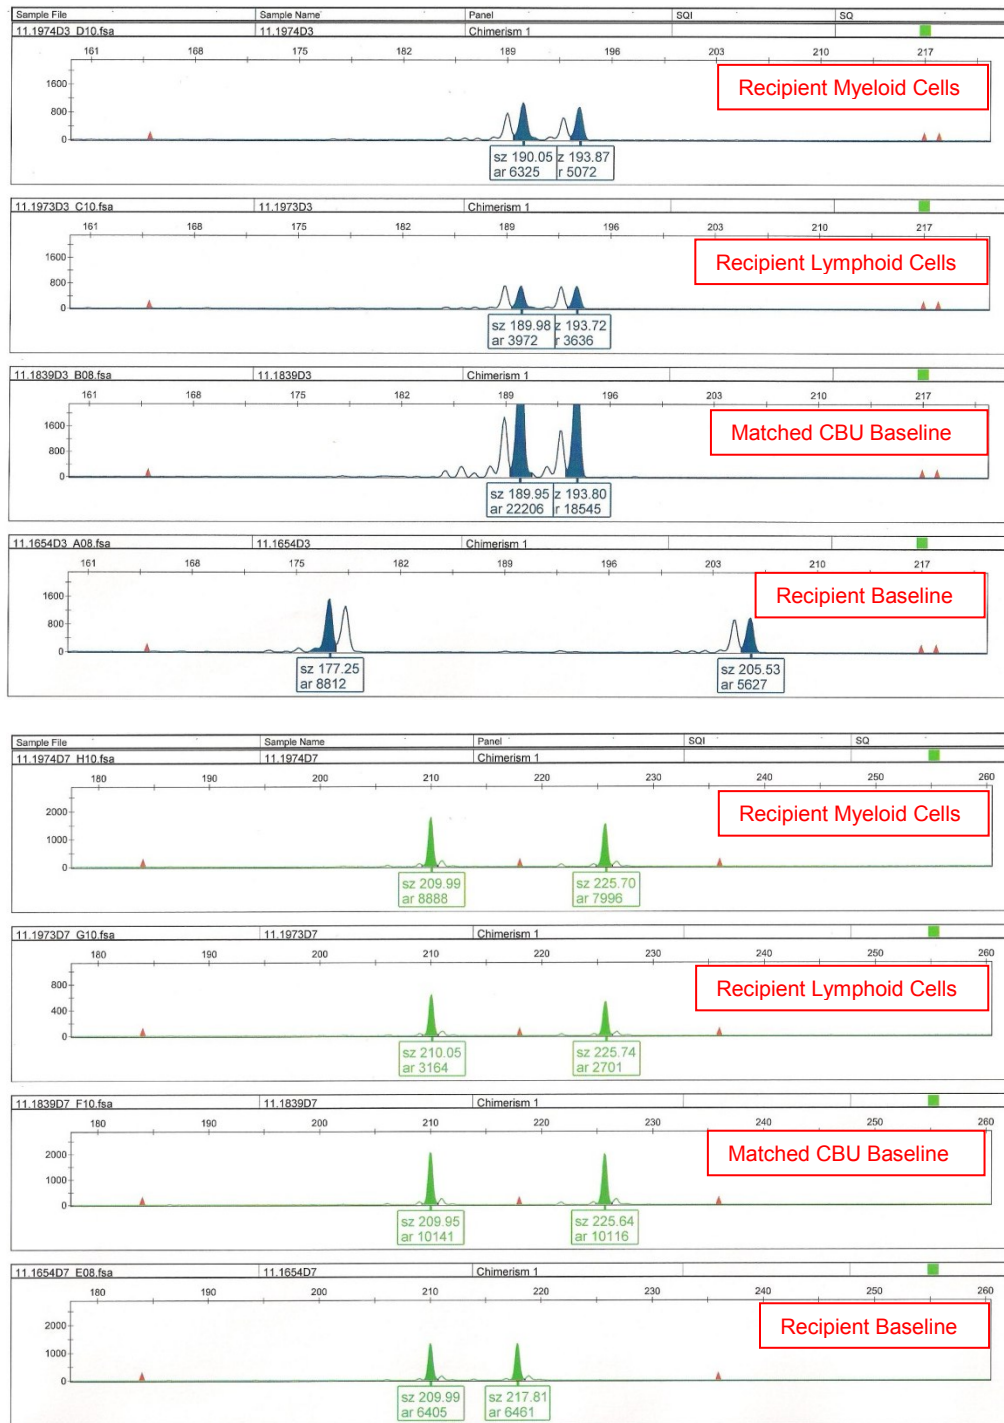 Sample File Sample Name Panel SQI SQ
11.1974D3_D10.fsa 11.1974D3 Chimerism 1
161 168 175 182 189 196 203 210 217
Recipient Myeloid Cells
1600
800
0
sz 190.05 z 193.87
ar 6325 r 5072
11.1973D3_C10.fsa 11.1973D3 Chimerism 1
161 168 175 182 189 196 203 210 217
Recipient Lymphoid Cells
1600
800
0
sz 189.98 z 193.72
ar 3972 r 3636
11.1839D3_B08.fsa 11.1839D3 Chimerism 1
161 168 175 182 189 196 203 210 217
Matched CBU Baseline
1600
800
0
sz 189.95 z 193.80
ar 22206 r 18545
11.1654D3_A08.fsa 11.1654D3 Chimerism 1
161 168 175 182 189 196 203 210 217
Recipient Baseline
1600
800
0
sz 177.25 sz 205.53
ar 8812 ar 5627
Sample File Sample Name Panel SQI SQ
11.1974D7_H10.fsa 11.1974D7 Chimerism 1
180 190 200 210 220 230 240 250 260
Recipient Myeloid Cells
2000
1000
0
sz 209.99 sz 225.70
ar 8888 ar 7996
11.1973D7_G10.fsa 11.1973D7 Chimerism 1
180 190 200 210 220 230 240 250 260
Recipient Lymphoid Cells
800
400
0
sz 210.05 sz 225.74
ar 3164 ar 2701
11.1839D7_F10.fsa 11.1839D7 Chimerism 1
180 190 200 210 220 230 240 250 260
Matched CBU Baseline
2000
1000
0
sz 209.95 sz 225.64
ar 10141 ar 10116
11.1654D7_E08.fsa 11.1654D7 Chimerism 1
180 190 200 210 220 230 240 250 260
Recipient Baseline
2000
1000
0
sz 209.99 sz 217.81
ar 6405 ar 6461